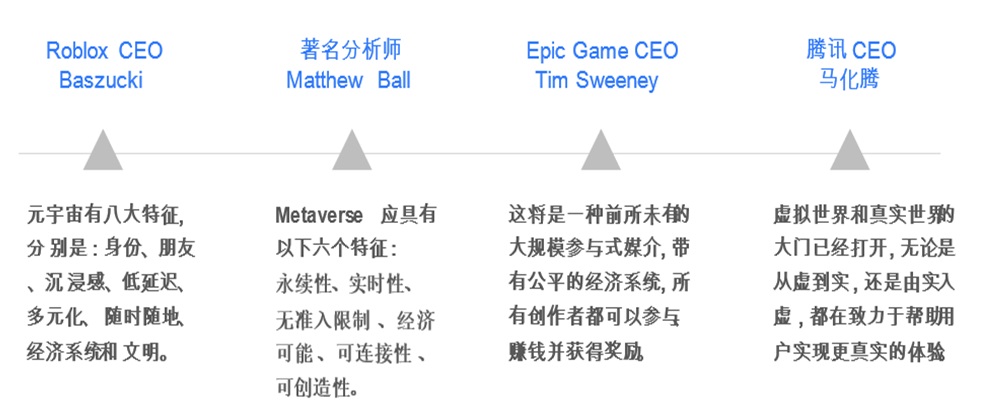 Roblox CEO
Baszucki
元宇宙有八大特征,
分别是:身份、朋友
、沉浸感、低延迟、
多元化、随时随地、
经济系统和文明。
著名分析师
Matthew Ball
Metaverse 应具有
以下六个特征:
永续性、实时性、
无准入限制、经济
可能、可连接性、
可创造性。
Epic Game CEO
Tim Sweeney
这将是一种前所未有的
大规模参与式媒介, 带
有公平的经济系统, 所
有创作者都可以参与、
赚钱并获得奖励。
腾讯 CEO
马化腾
虚拟世界和真实世界的
大门已经打开, 无论是
从虚到实, 还是由实入
虚, 都在致力于帮助用
户实现更真实的体验。